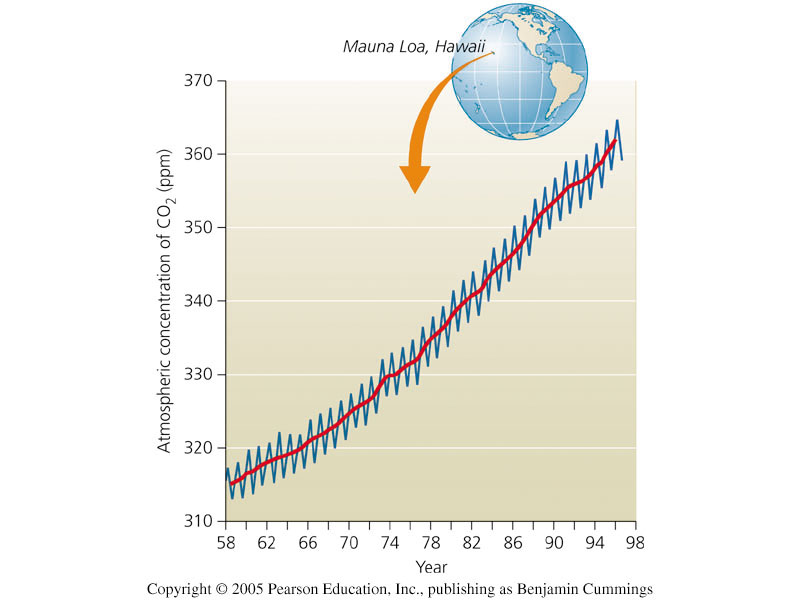 Mauna Loa, Hawaii
370
360
350
340
330
320
310
Atmospheric concentration of CO₂ (ppm)
58 62 66 70 74 78 82 86 90 94 98
Year
Copyright © 2005 Pearson Education, Inc., publishing as Benjamin Cummings